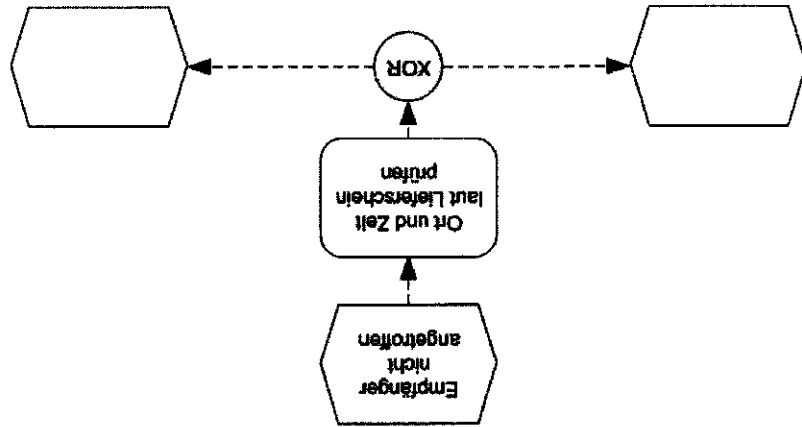 Empfänger
nicht
angetroffen
Ort und Zeit
laut Lieferschein
prüfen
XOR